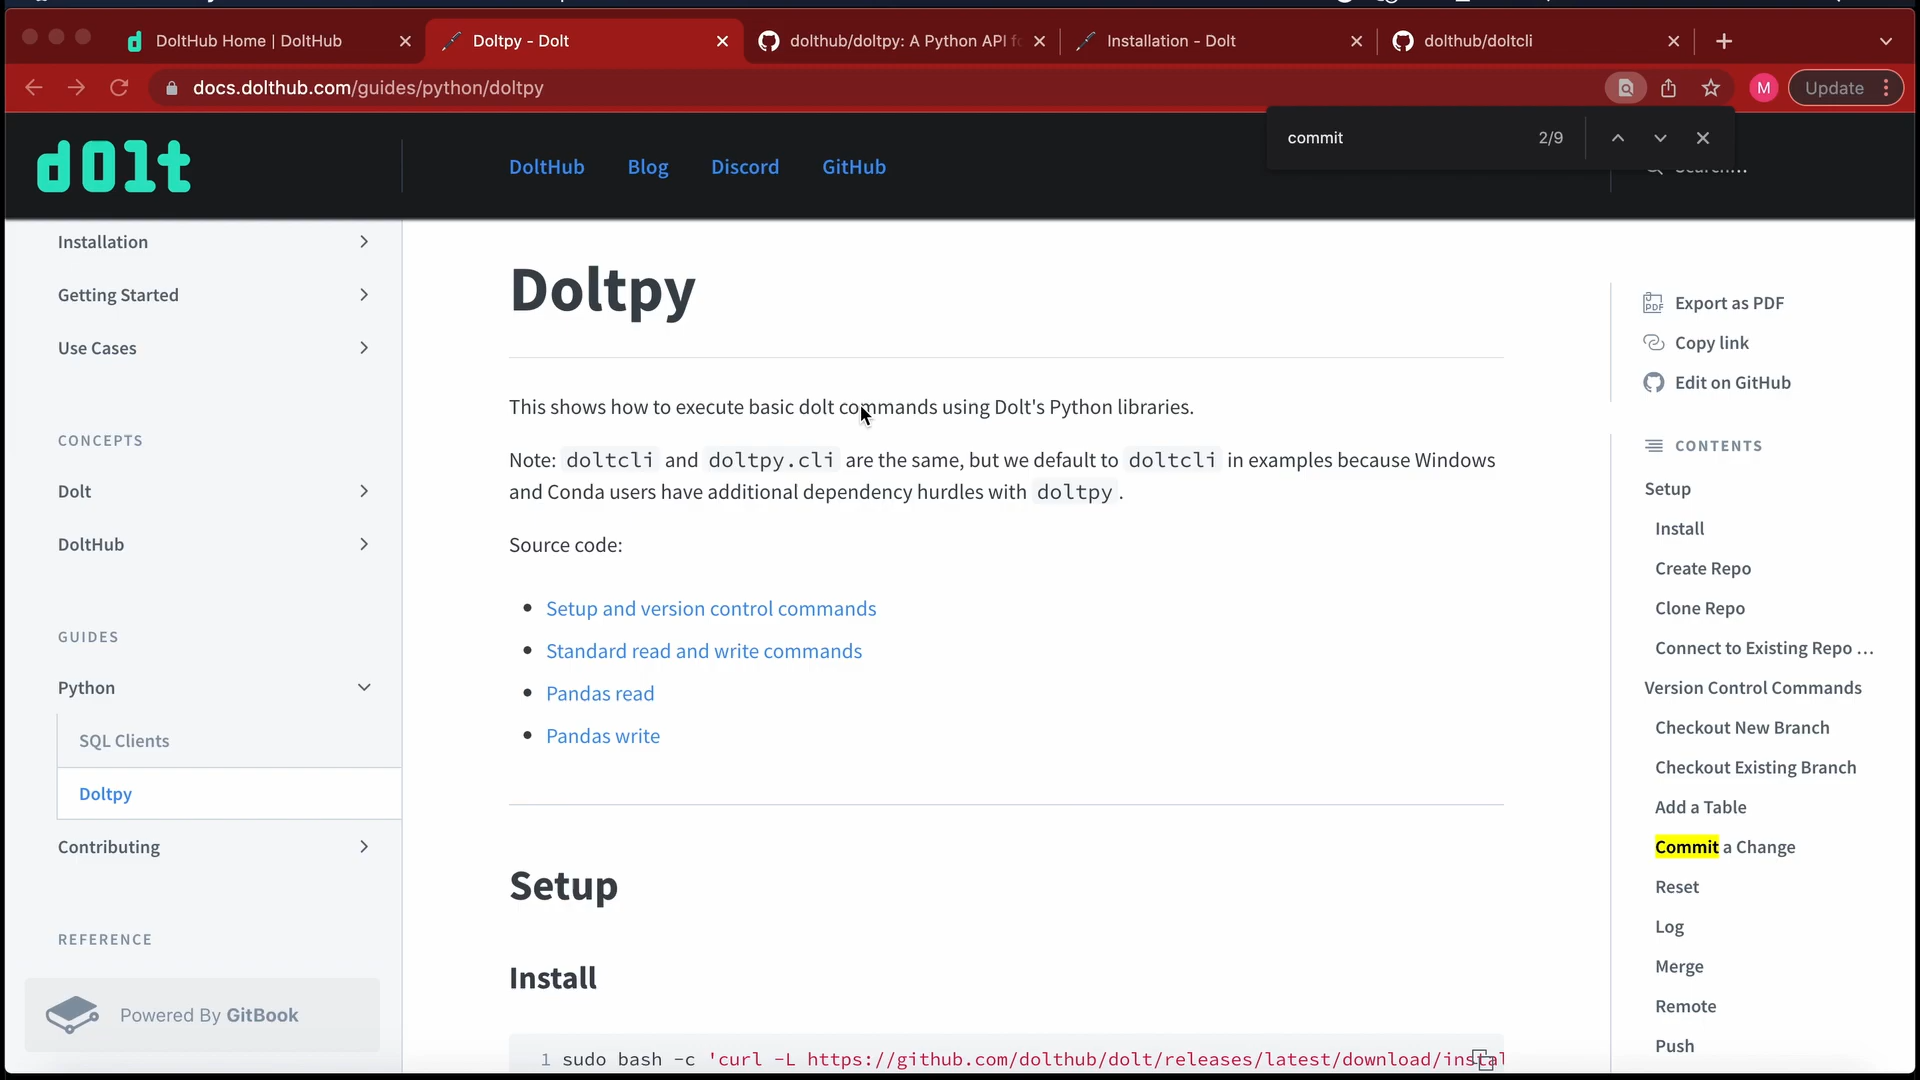 DoltHub Home | DoltHub
Doltpy - Dolt
dolthub/doltpy: A Python API
Installation - Dolt
dolthub/doltcli
docs.dolthub.com/guides/python/doltpy
M
Update
commit
2/9
dolt
DoltHub
Blog
Discord
GitHub
Search...
Installation
Getting Started
Use Cases
CONCEPTS
Dolt
DoltHub
GUIDES
Python
SQL Clients
Doltpy
Contributing
REFERENCE
Powered By GitBook
Doltpy
This shows how to execute basic dolt commands using Dolt's Python libraries.
Note: doltcli and doltpy.cli are the same, but we default to doltcli in examples because Windows
and Conda users have additional dependency hurdles with doltpy .
Source code:
• Setup and version control commands
• Standard read and write commands
• Pandas read
• Pandas write
Setup
Install
1 sudo bash -c 'curl -L https://github.com/dolthub/dolt/releases/latest/download/instal
PDF
Export as PDF
Copy link
Edit on GitHub
CONTENTS
Setup
Install
Create Repo
Clone Repo
Connect to Existing Repo ...
Version Control Commands
Checkout New Branch
Checkout Existing Branch
Add a Table
Commit a Change
Reset
Log
Merge
Remote
Push